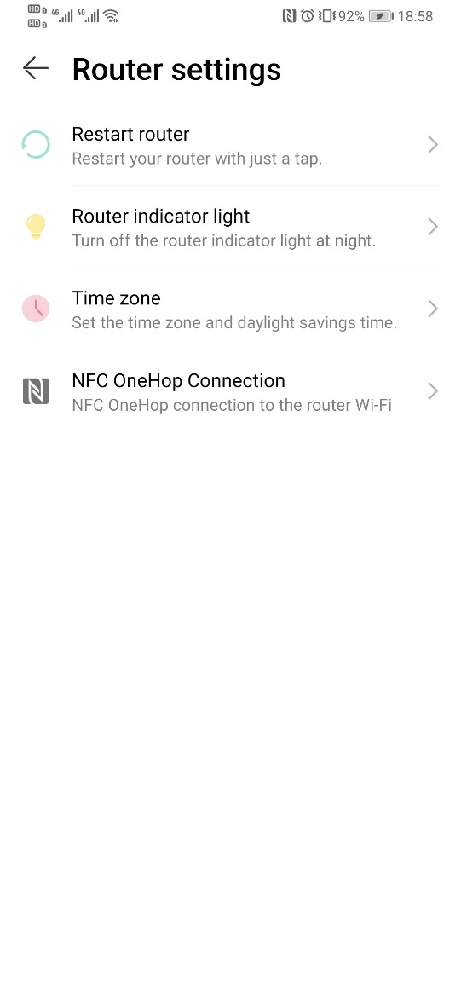 HD 1 4G 4G 92% 18:58
HD 2
Router settings
Restart router
Restart your router with just a tap.
Router indicator light
Turn off the router indicator light at night.
Time zone
Set the time zone and daylight savings time.
NFC OneHop Connection
NFC OneHop connection to the router Wi-Fi